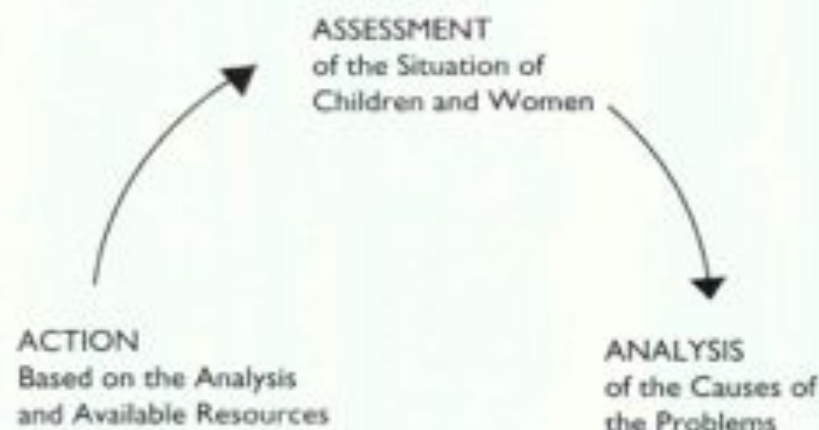 ASSESSMENT
of the Situation of
Children and Women
ACTION
Based on the Analysis
and Available Resources
ANALYSIS
of the Causes of
the Problems